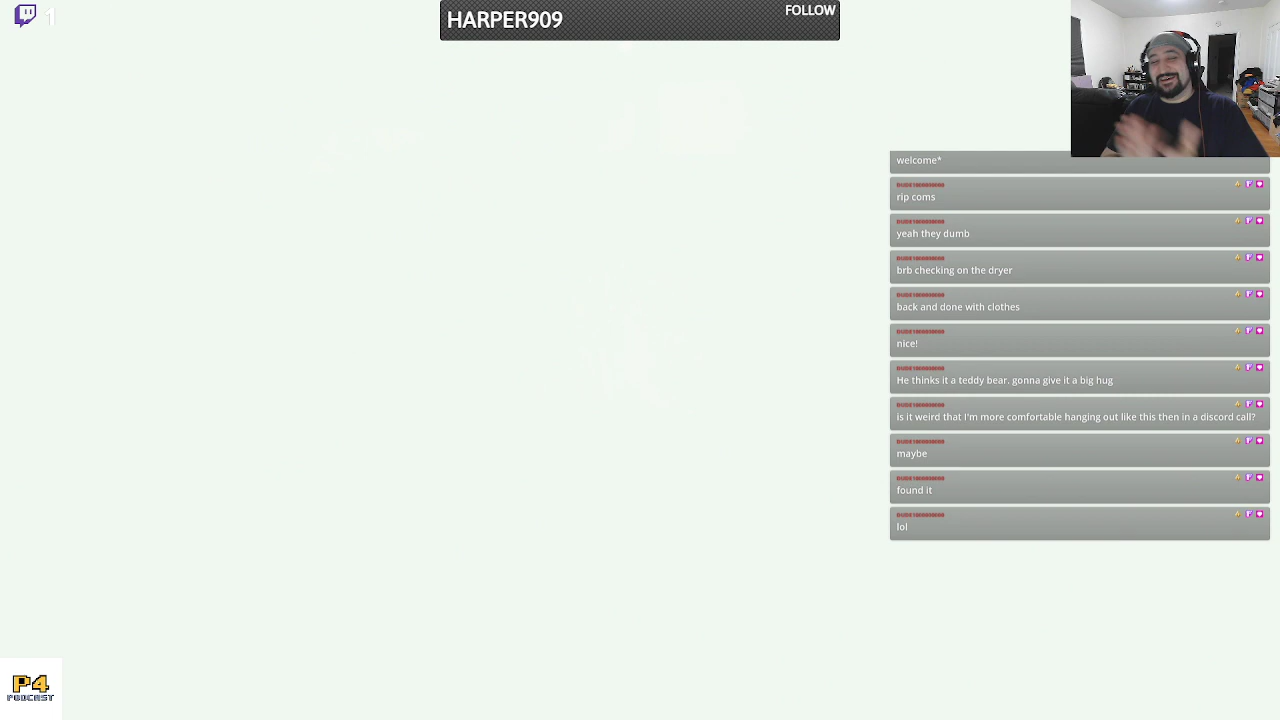 1
HARPER909
FOLLOW
welcome*
rip coms
yeah they dumb
brb checking on the dryer
back and done with clothes
nice!
He thinks it a teddy bear. gonna give it a big hug
is it weird that I'm more comfortable hanging out like this then in a discord call?
maybe
found it
lol
P4
PODCAST